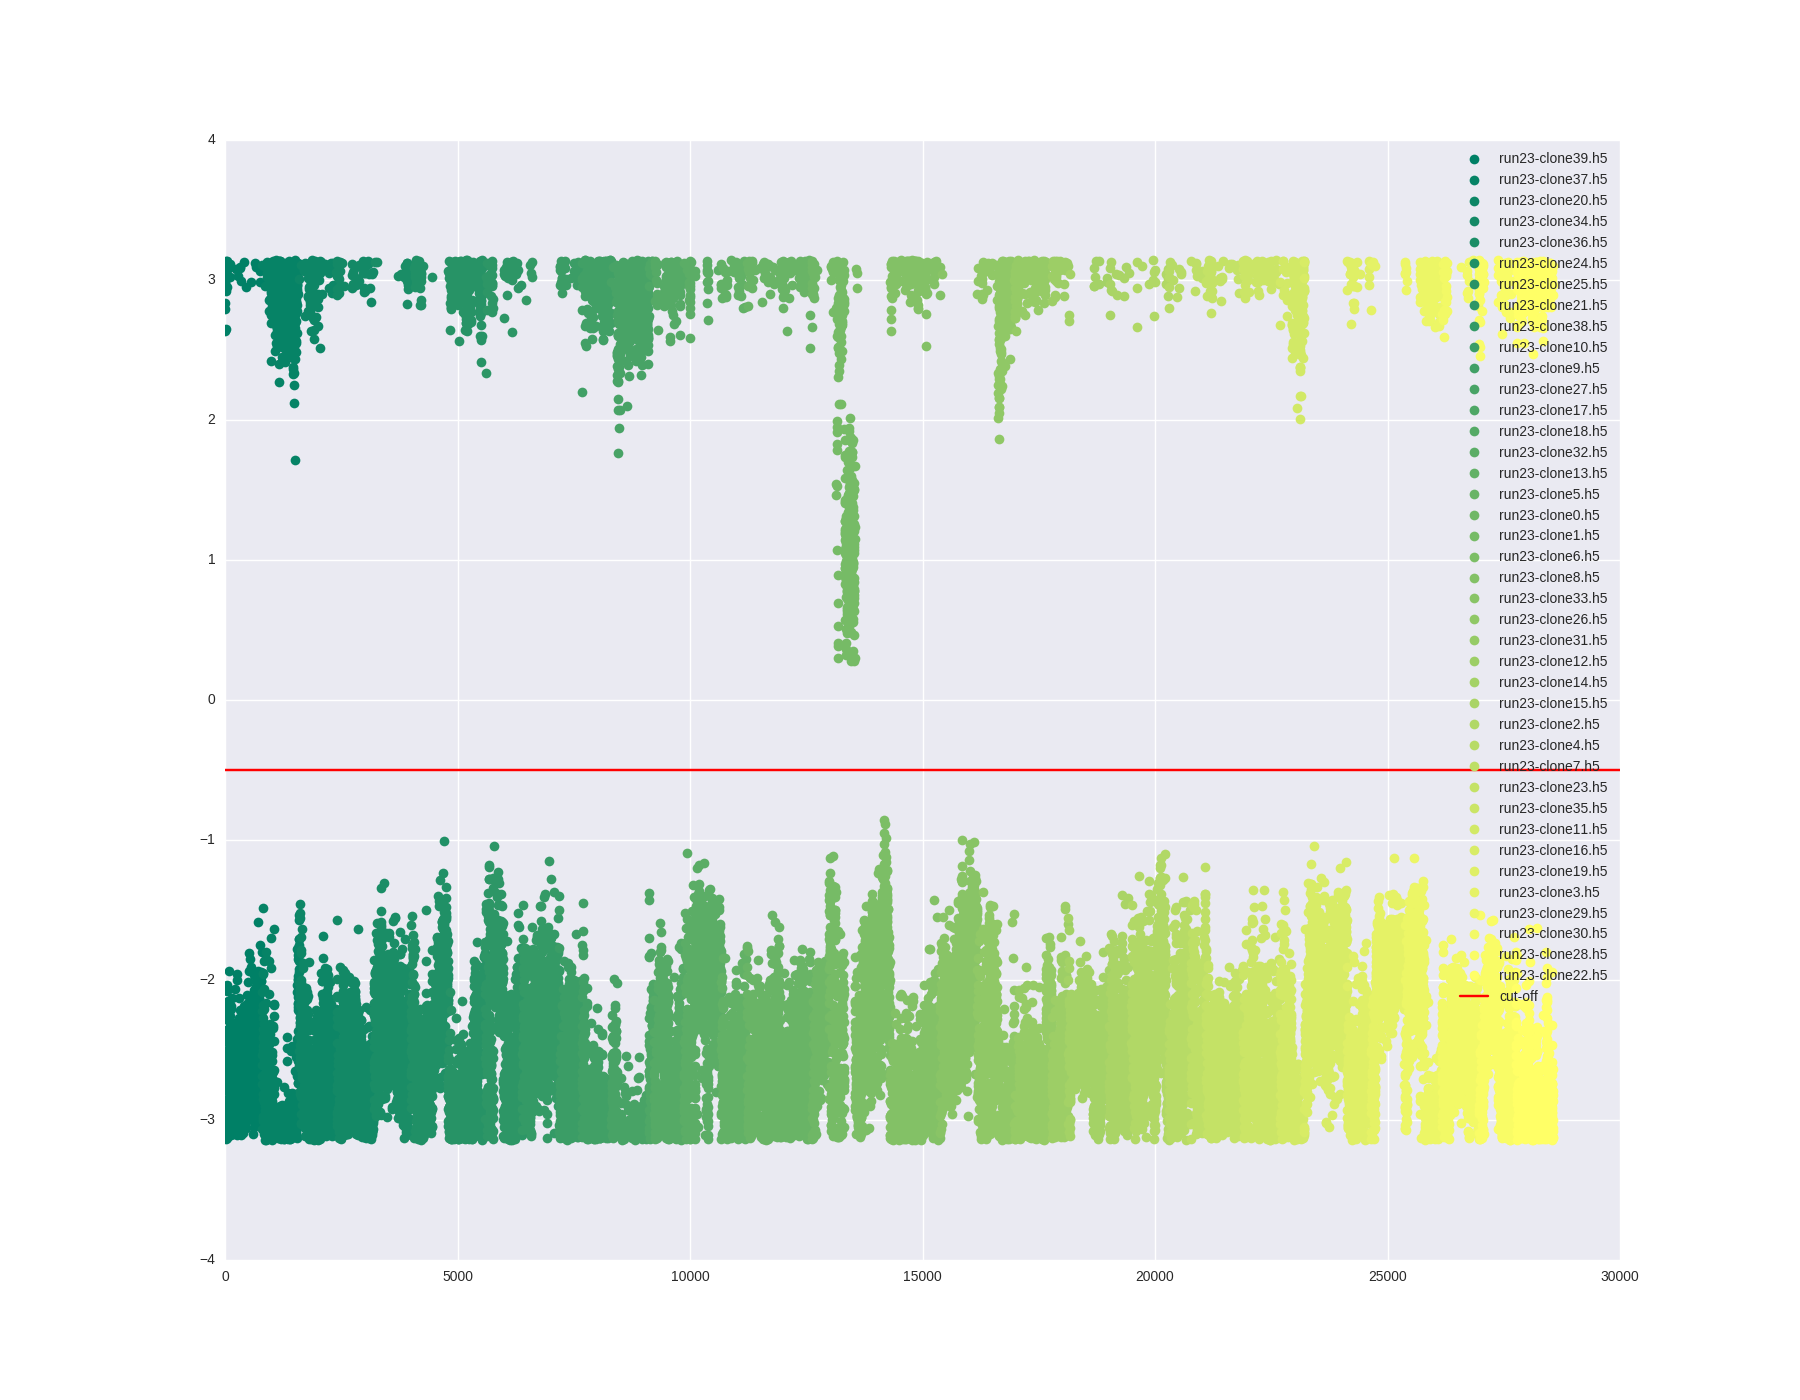 4
3
2
1
0
−1
−2
−3
−4
0 5000 10000 15000 20000 25000 30000
run23-clone39.h5
run23-clone37.h5
run23-clone20.h5
run23-clone34.h5
run23-clone36.h5
run23-clone24.h5
run23-clone25.h5
run23-clone21.h5
run23-clone38.h5
run23-clone10.h5
run23-clone9.h5
run23-clone27.h5
run23-clone17.h5
run23-clone18.h5
run23-clone32.h5
run23-clone13.h5
run23-clone5.h5
run23-clone0.h5
run23-clone1.h5
run23-clone6.h5
run23-clone8.h5
run23-clone33.h5
run23-clone26.h5
run23-clone31.h5
run23-clone12.h5
run23-clone14.h5
run23-clone15.h5
run23-clone2.h5
run23-clone4.h5
run23-clone7.h5
run23-clone23.h5
run23-clone35.h5
run23-clone11.h5
run23-clone16.h5
run23-clone19.h5
run23-clone3.h5
run23-clone29.h5
run23-clone30.h5
run23-clone28.h5
run23-clone22.h5
cut-off